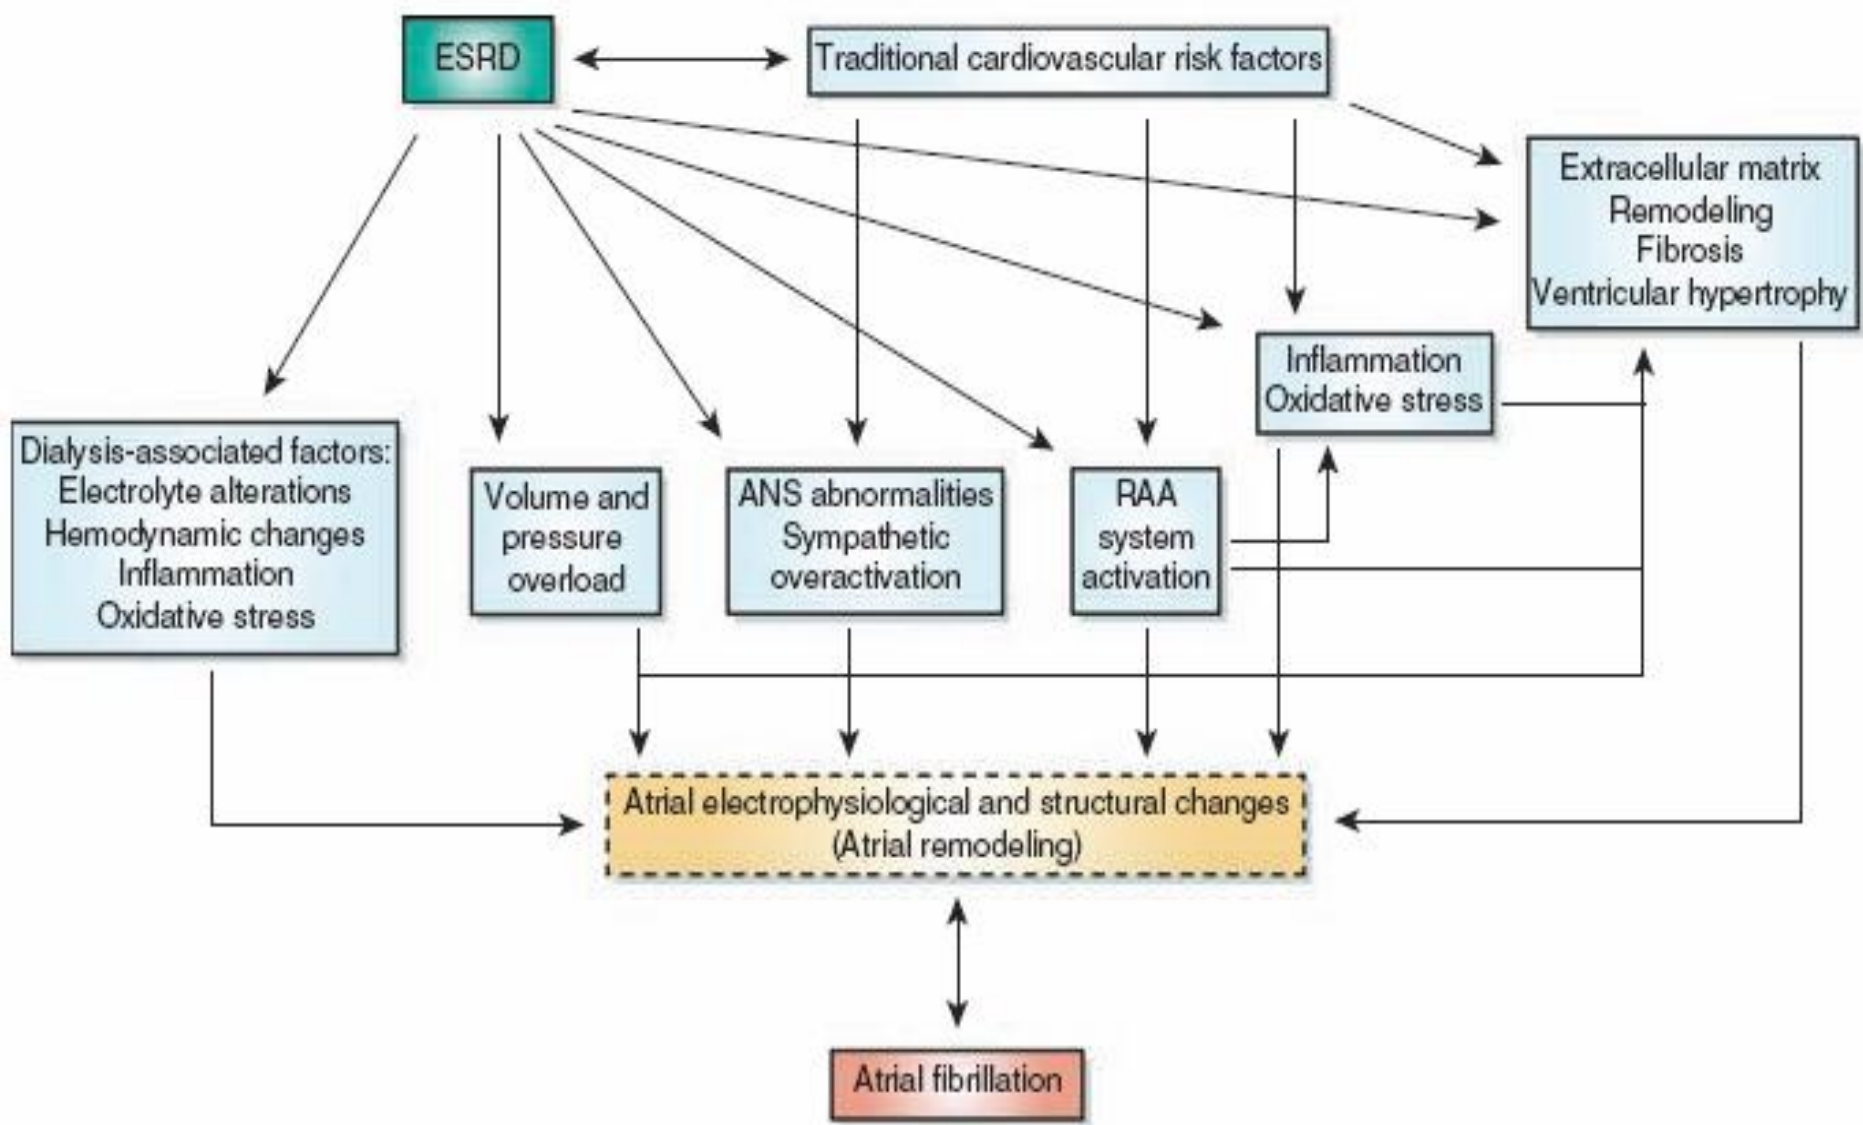 ESRD
Traditional cardiovascular risk factors
Extracellular matrix
Remodeling
Fibrosis
Ventricular hypertrophy
Inflammation
Oxidative stress
Dialysis-associated factors:
Electrolyte alterations
Hemodynamic changes
Inflammation
Oxidative stress
Volume and
pressure
overload
ANS abnormalities
Sympathetic
overactivation
RAA
system
activation
Atrial electrophysiological and structural changes
(Atrial remodeling)
Atrial fibrillation